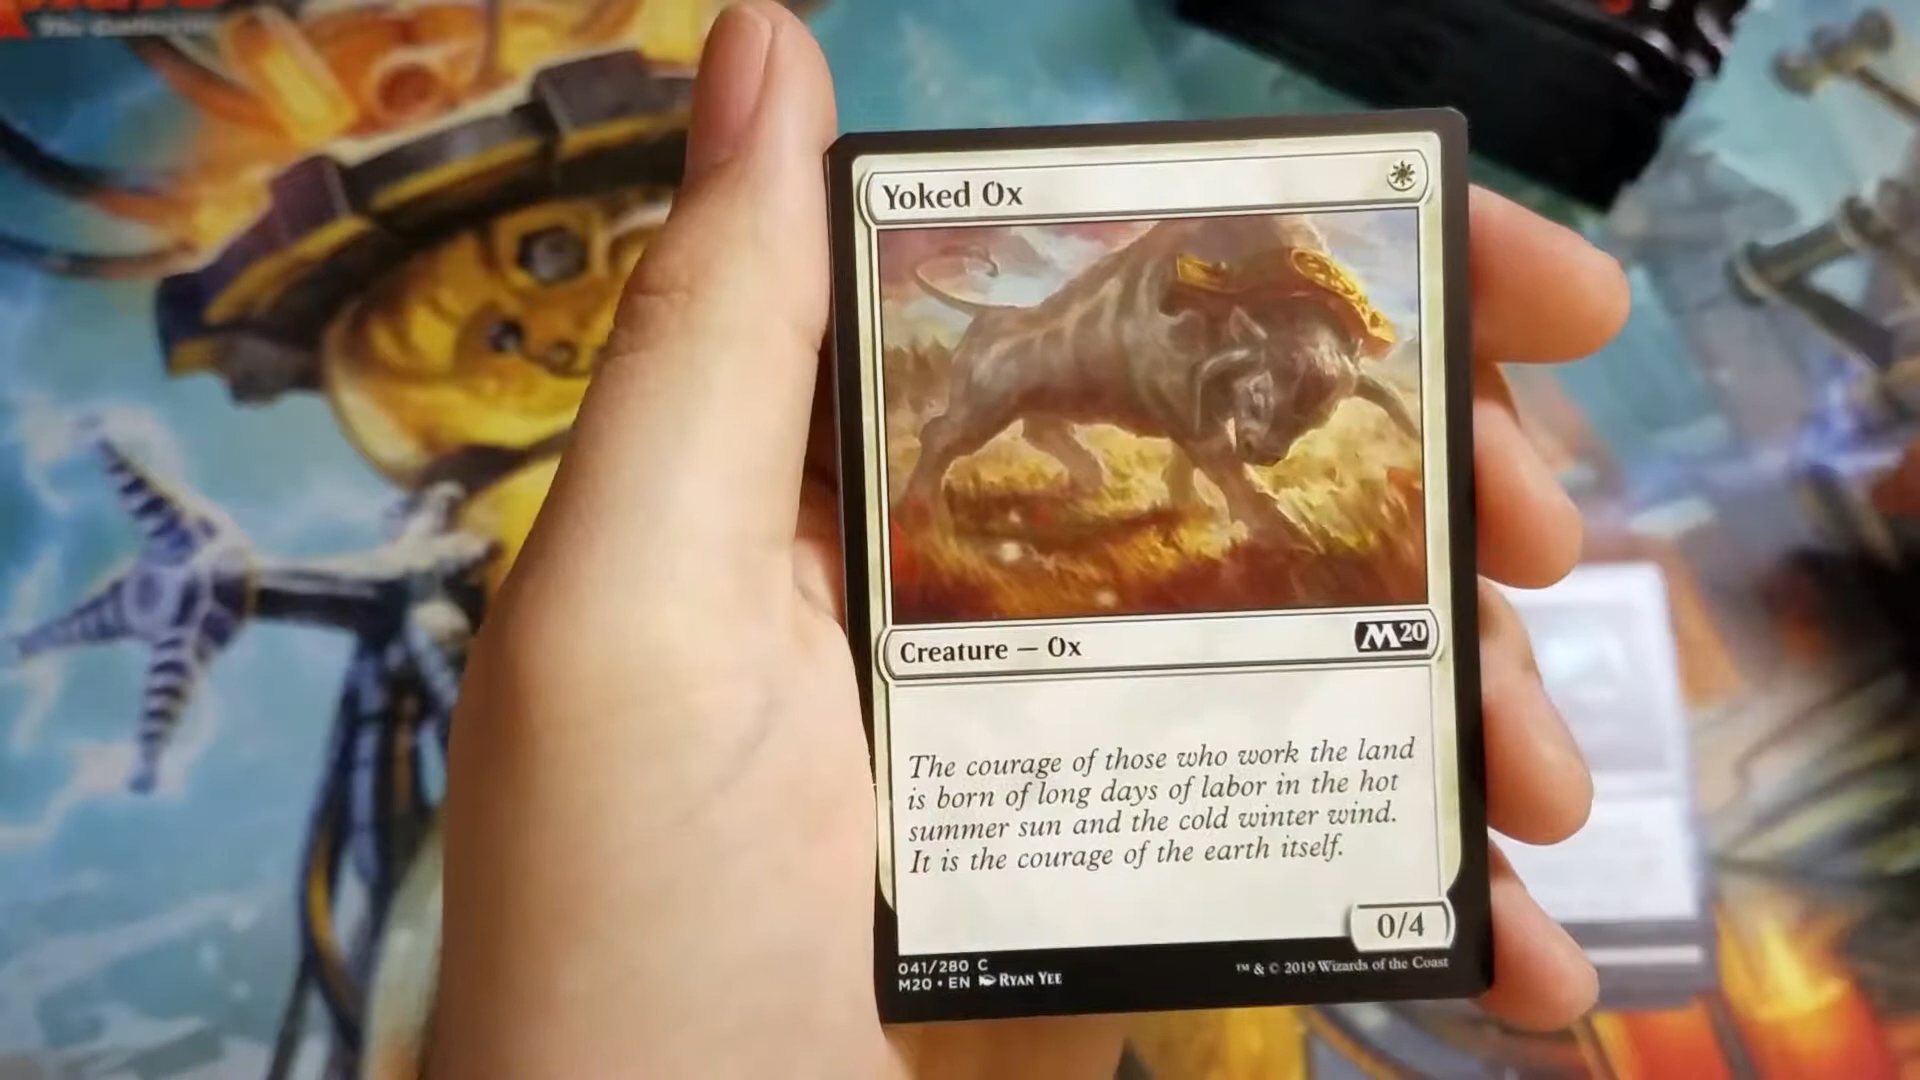 The Gathering
Yoked Ox
Creature — Ox
M20
The courage of those who work the land
is born of long days of labor in the hot
summer sun and the cold winter wind.
It is the courage of the earth itself.
0/4
041/280 C
M20 • EN Ryan Yee
™ & © 2019 Wizards of the Coast